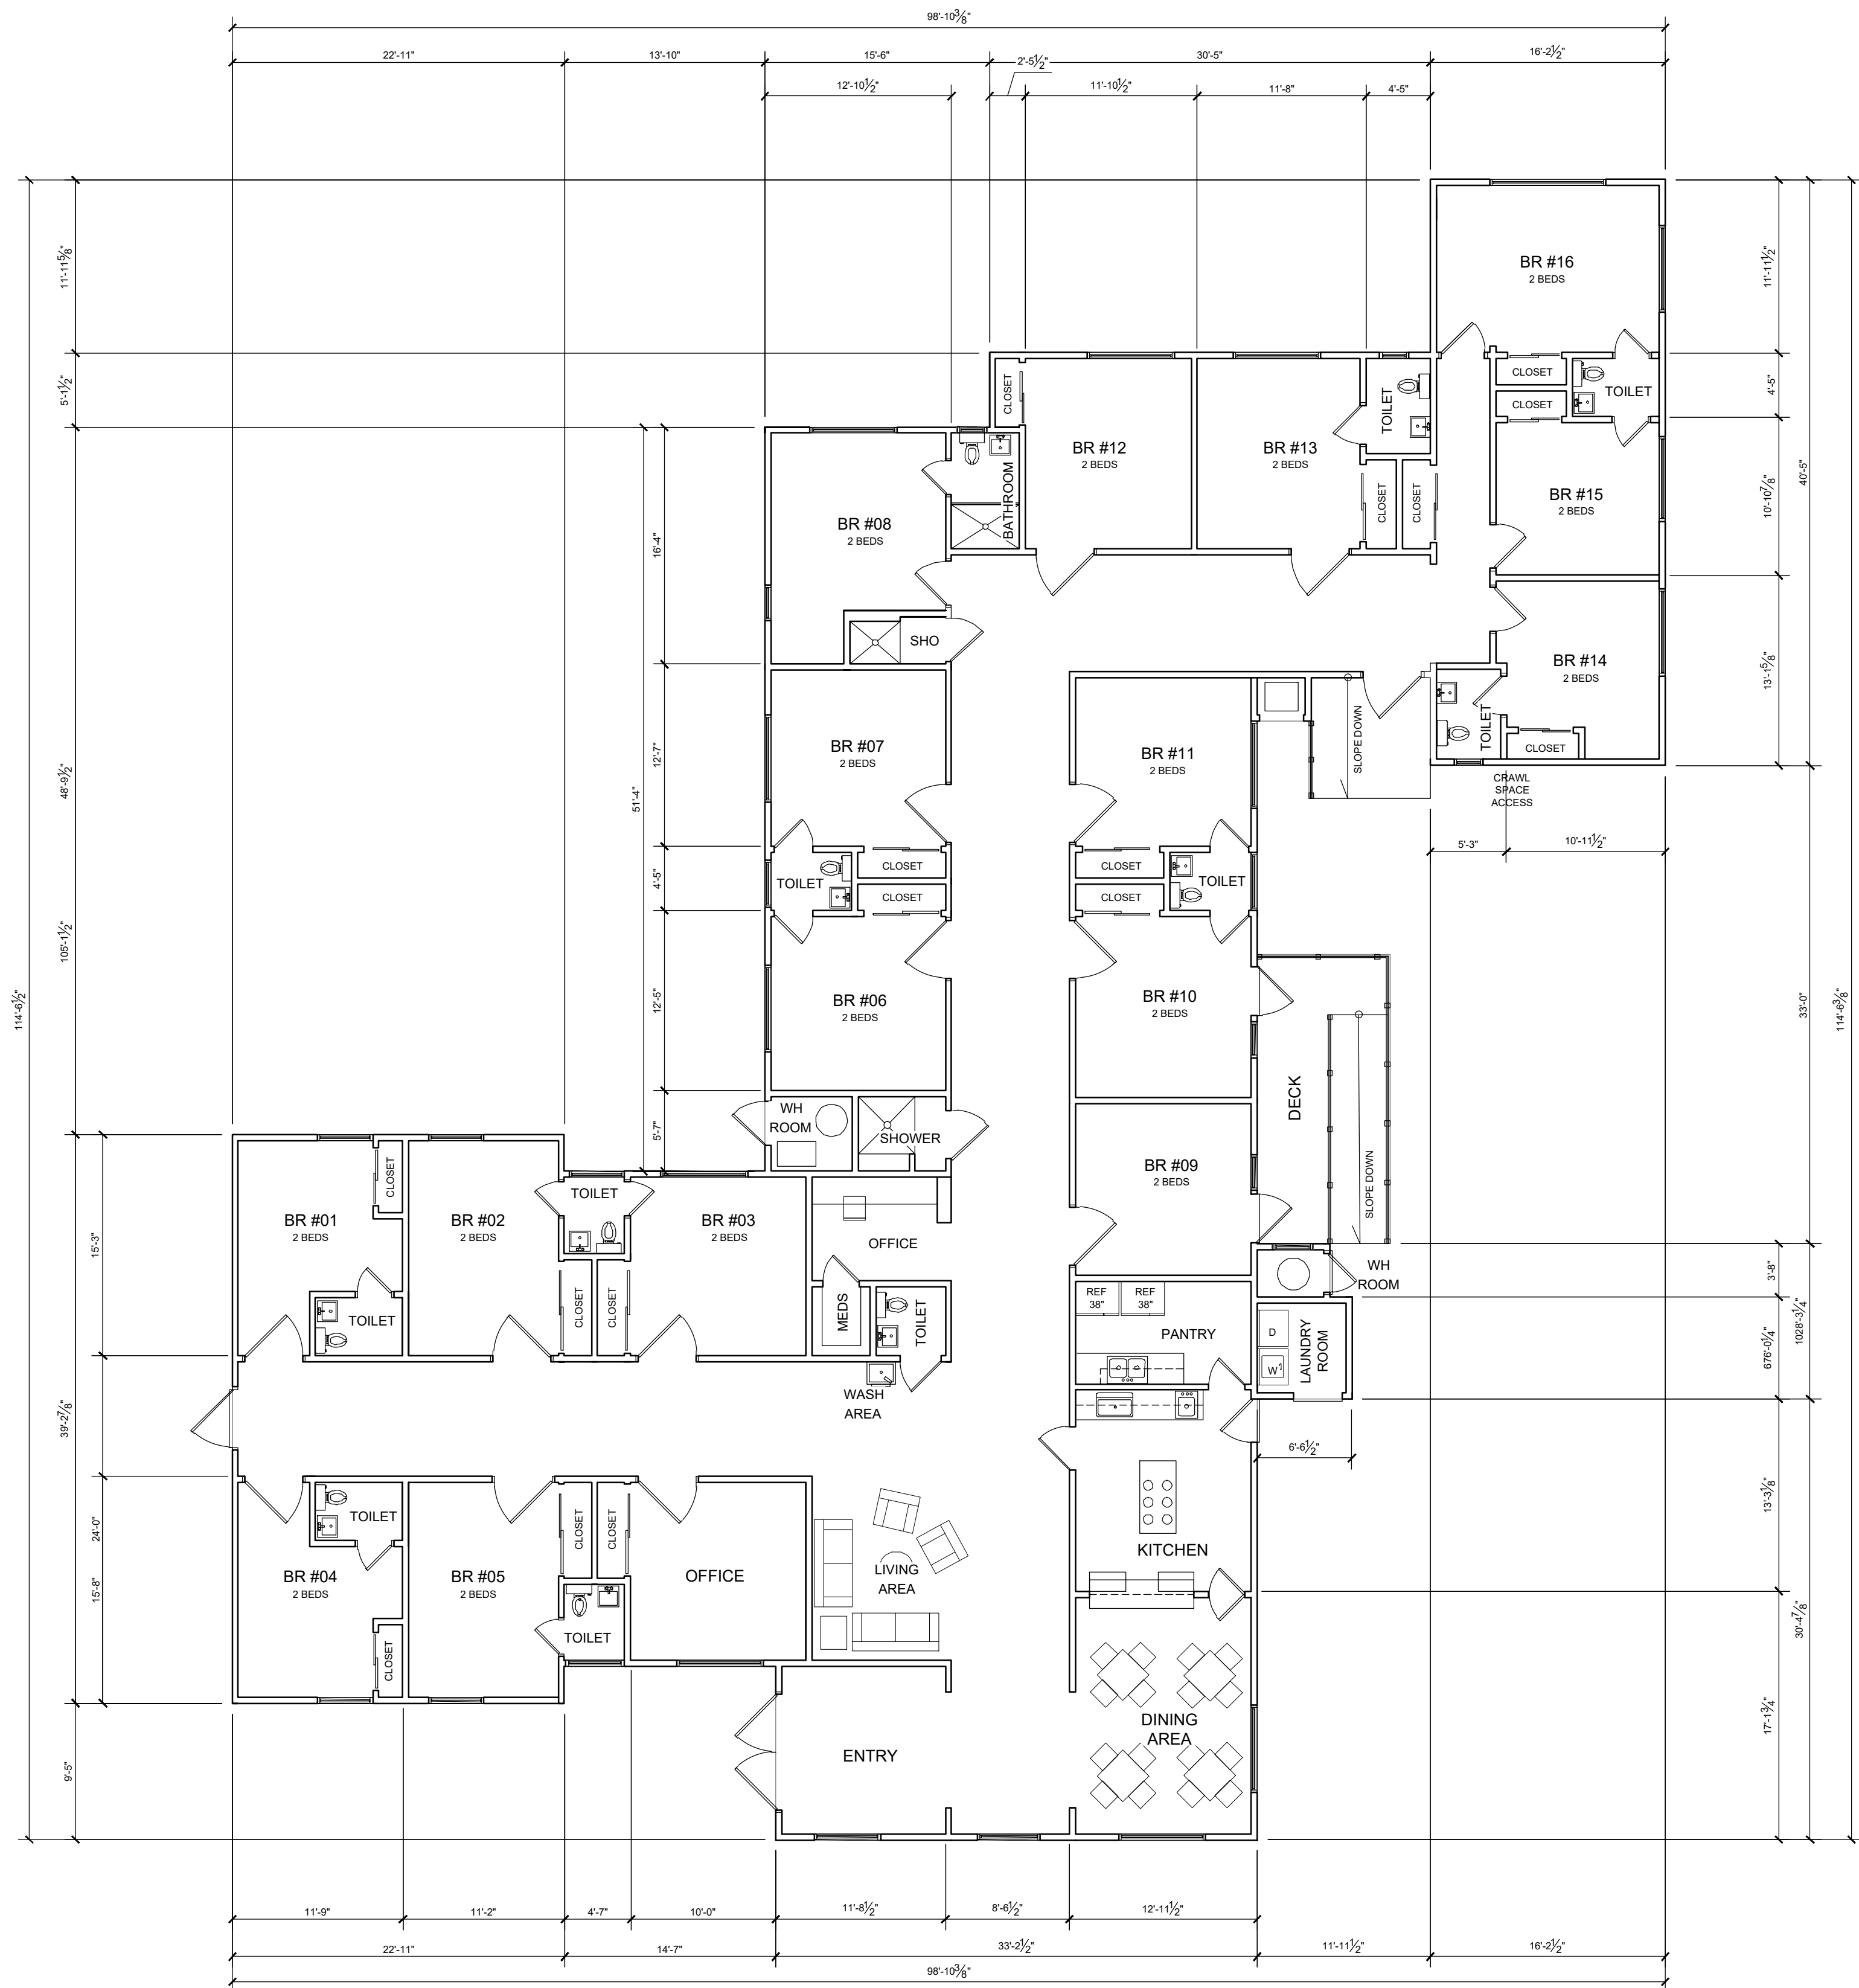 98'-10 3/8"
22'-11"
13'-10"
15'-6"
2'-5 1/2"
30'-5"
16'-2 1/2"
12'-10 1/2"
11'-10 1/2"
11'-8"
4'-5"
114'-6 1/2"
11'-11 5/8"
5'-1 1/2"
48'-9 1/2"
105'-1 1/2"
39'-2 7/8"
9'-5"
15'-3"
24'-0"
15'-8"
51'-4"
16'-4"
12'-7"
4'-5"
12'-5"
5'-7"
BR #16
2 BEDS
CLOSET
TOILET
CLOSET
BR #15
2 BEDS
BR #14
2 BEDS
TOILET
CLOSET
CRAWL
SPACE
ACCESS
CLOSET
BR #12
2 BEDS
BR #13
2 BEDS
TOILET
CLOSET
CLOSET
BR #08
2 BEDS
BATHROOM
SHO
BR #07
2 BEDS
TOILET
CLOSET
CLOSET
BR #06
2 BEDS
WH
ROOM
SHOWER
BR #11
2 BEDS
SLOPE DOWN
CLOSET
CLOSET
TOILET
BR #10
2 BEDS
DECK
SLOPE DOWN
BR #09
2 BEDS
WH
ROOM
REF
38"
REF
38"
PANTRY
D
W
LAUNDRY
ROOM
BR #01
2 BEDS
CLOSET
TOILET
BR #02
2 BEDS
TOILET
CLOSET
CLOSET
BR #03
2 BEDS
OFFICE
MEDS
TOILET
WASH
AREA
BR #04
2 BEDS
TOILET
CLOSET
BR #05
2 BEDS
CLOSET
CLOSET
TOILET
OFFICE
LIVING
AREA
KITCHEN
DINING
AREA
ENTRY
11'-11 1/2"
4'-5"
10'-10 7/8"
13'-1 5/8"
40'-5"
33'-0"
114'-6 3/8"
5'-3"
10'-11 1/2"
3'-8"
676'-0 1/4"
1028'-3 1/4"
6'-6 1/2"
13'-3 1/8"
30'-4 7/8"
17'-1 3/4"
11'-9"
11'-2"
4'-7"
10'-0"
11'-8 1/2"
8'-6 1/2"
12'-11 1/2"
22'-11"
14'-7"
33'-2 1/2"
11'-11 1/2"
16'-2 1/2"
98'-10 3/8"